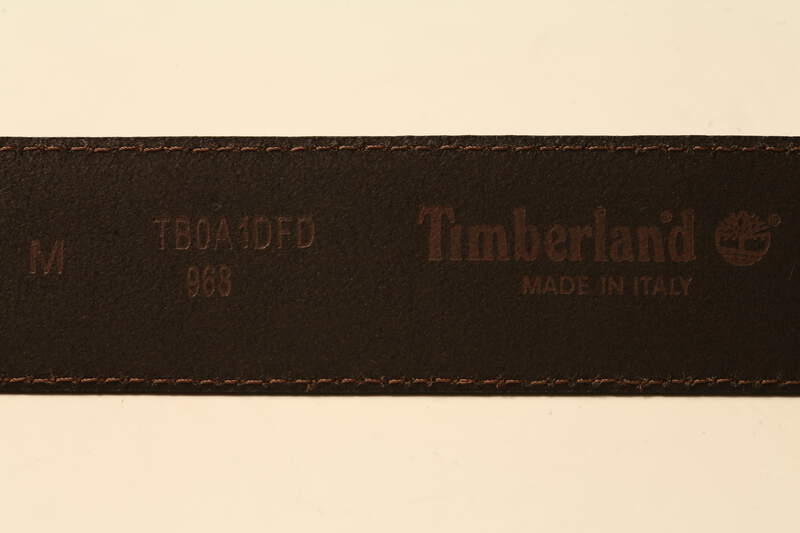 M
TB0A1DFD
968
Timberland ®
MADE IN ITALY